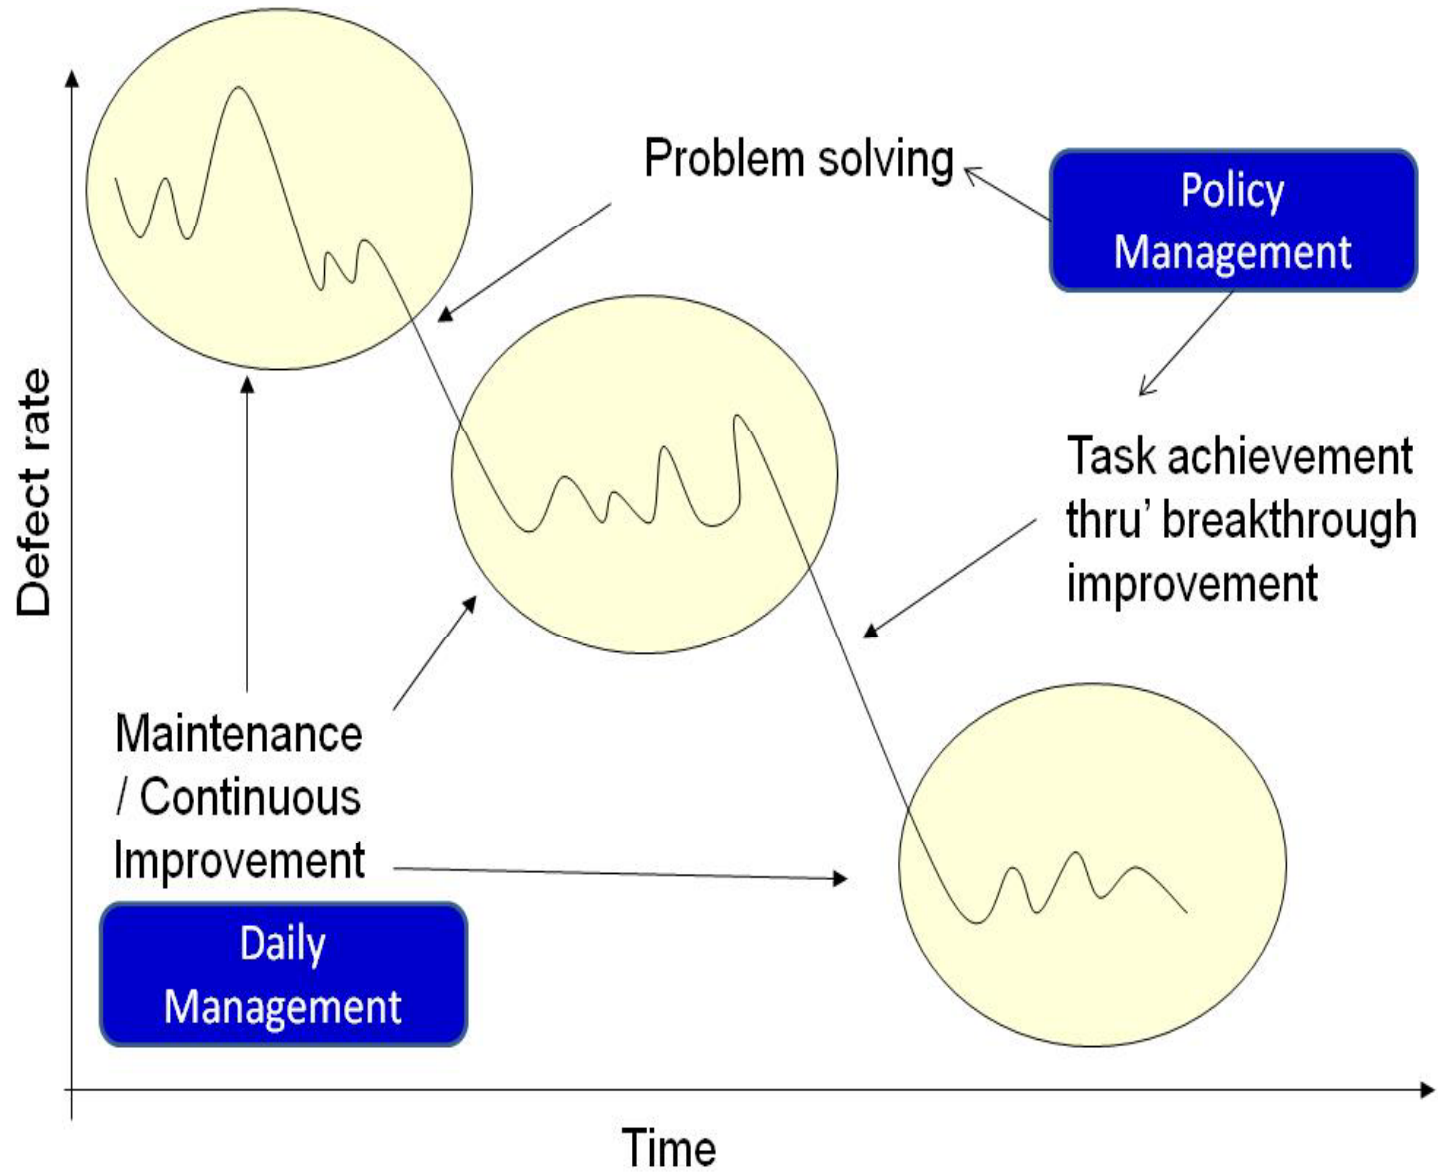 Problem solving
Policy
Management
Defect rate
Task achievement
thru’ breakthrough
improvement
Maintenance
/ Continuous
Improvement
Daily
Management
Time